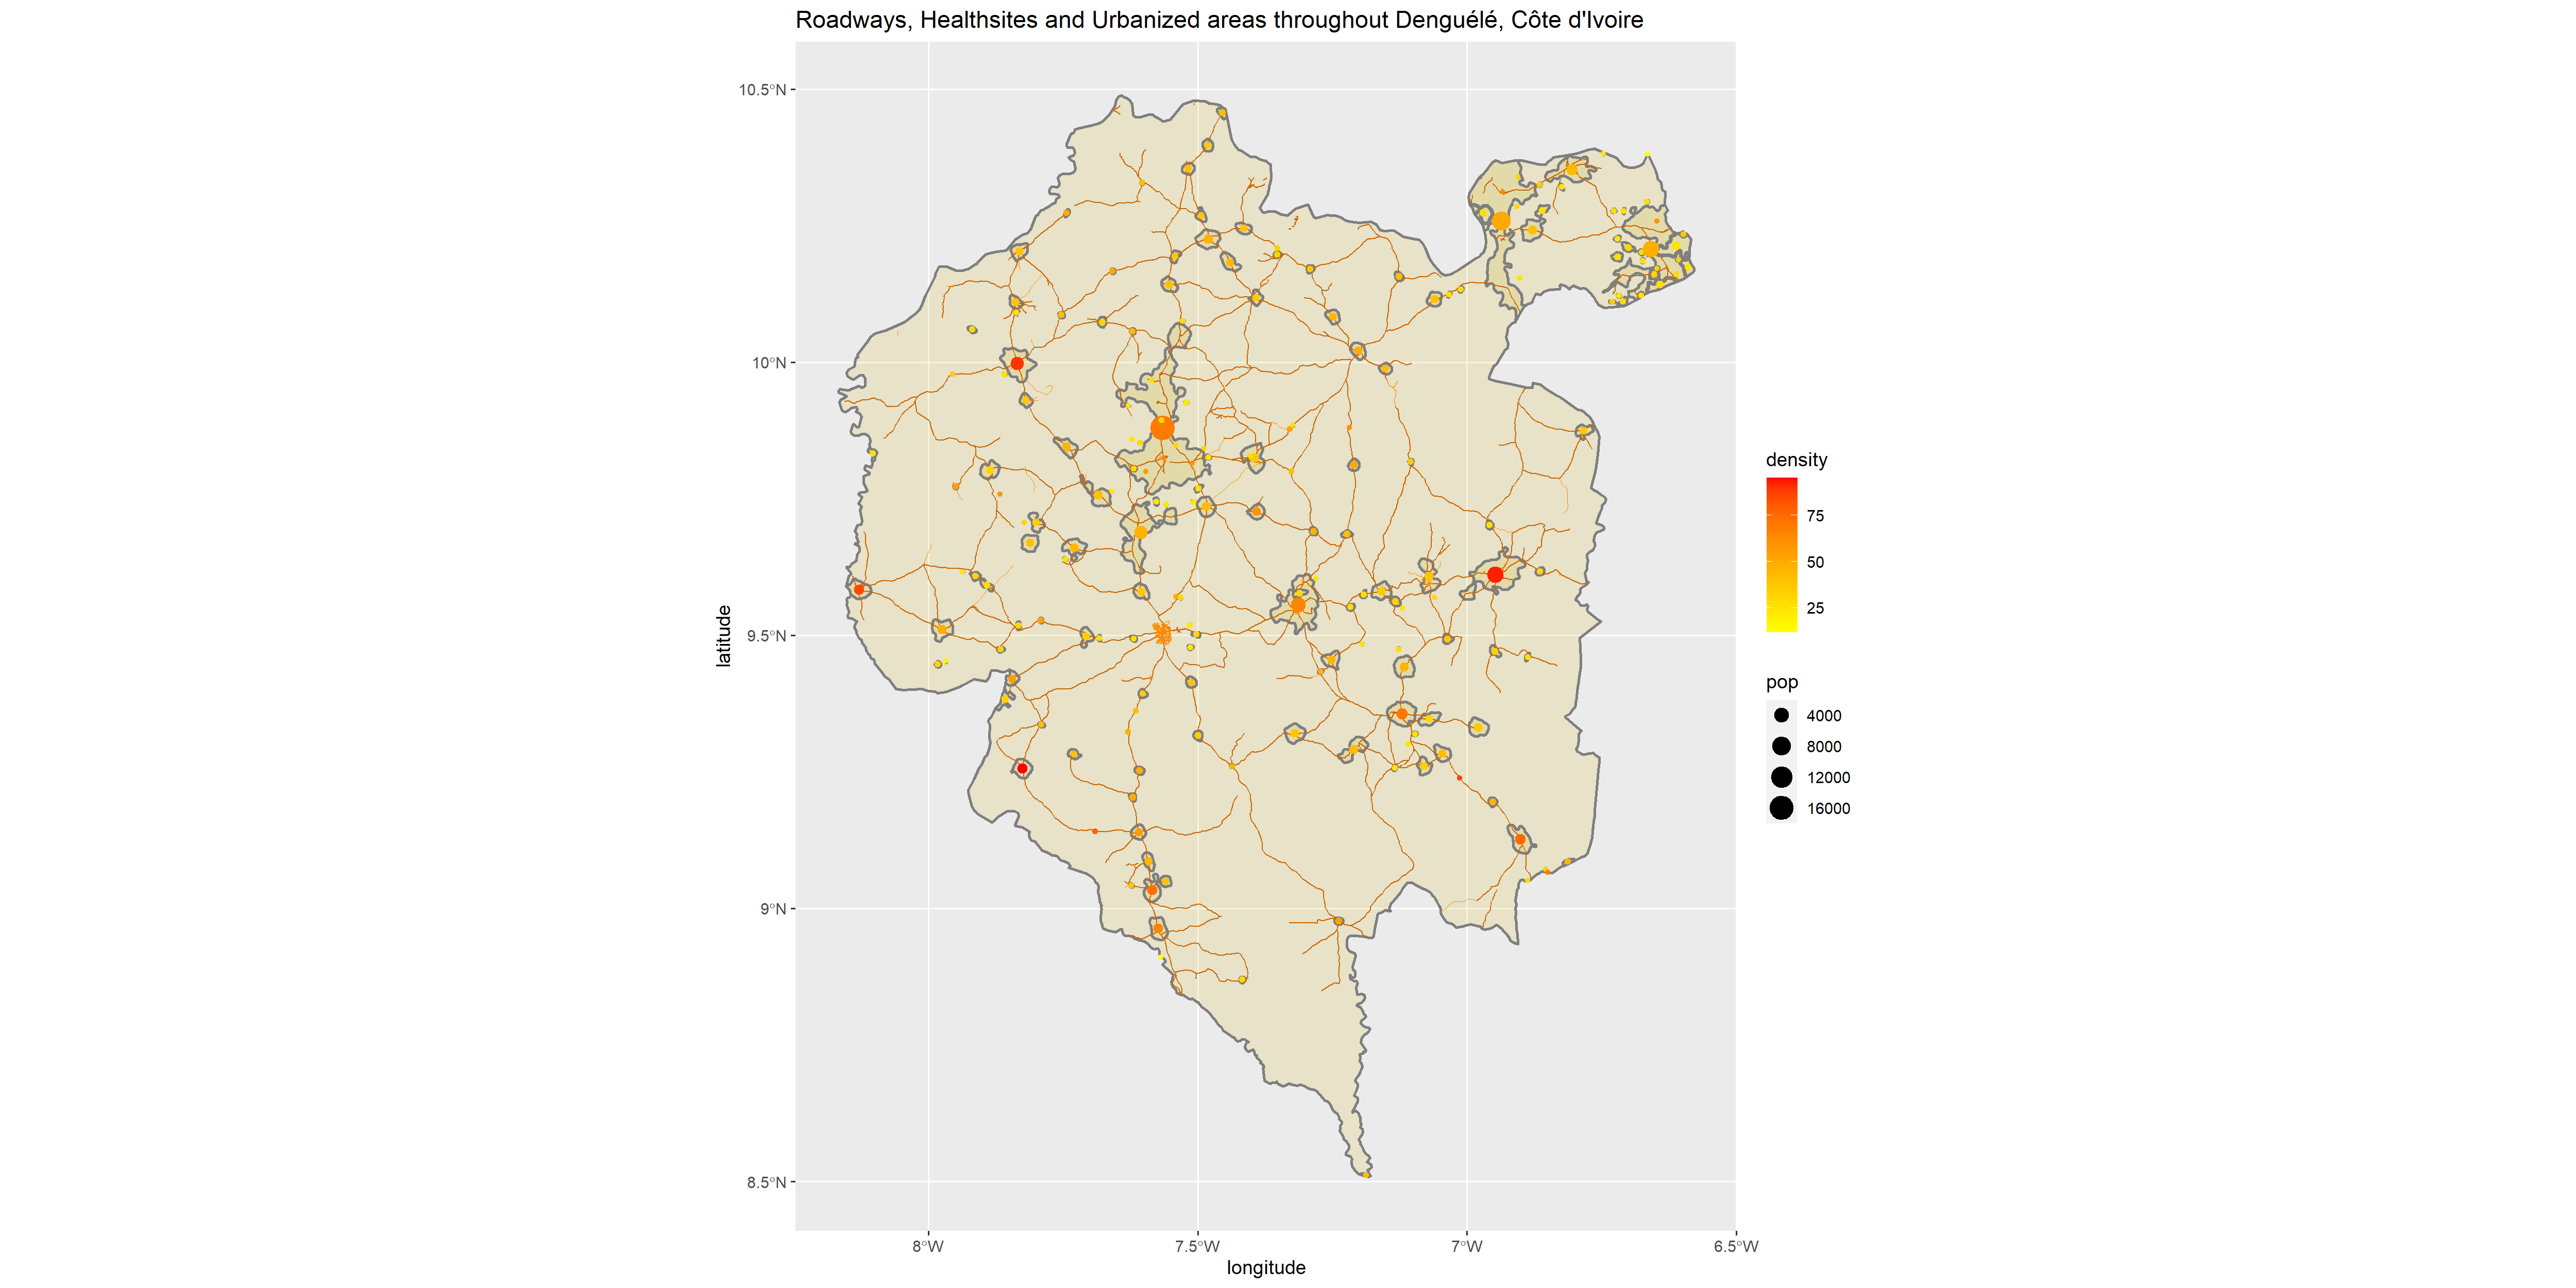 Roadways, Healthsites and Urbanized areas throughout Denguélé, Côte d'Ivoire
10.5°N
10°N
9.5°N
9°N
8.5°N
latitude
8°W
7.5°W
7°W
6.5°W
longitude
density
75
50
25
pop
4000
8000
12000
16000